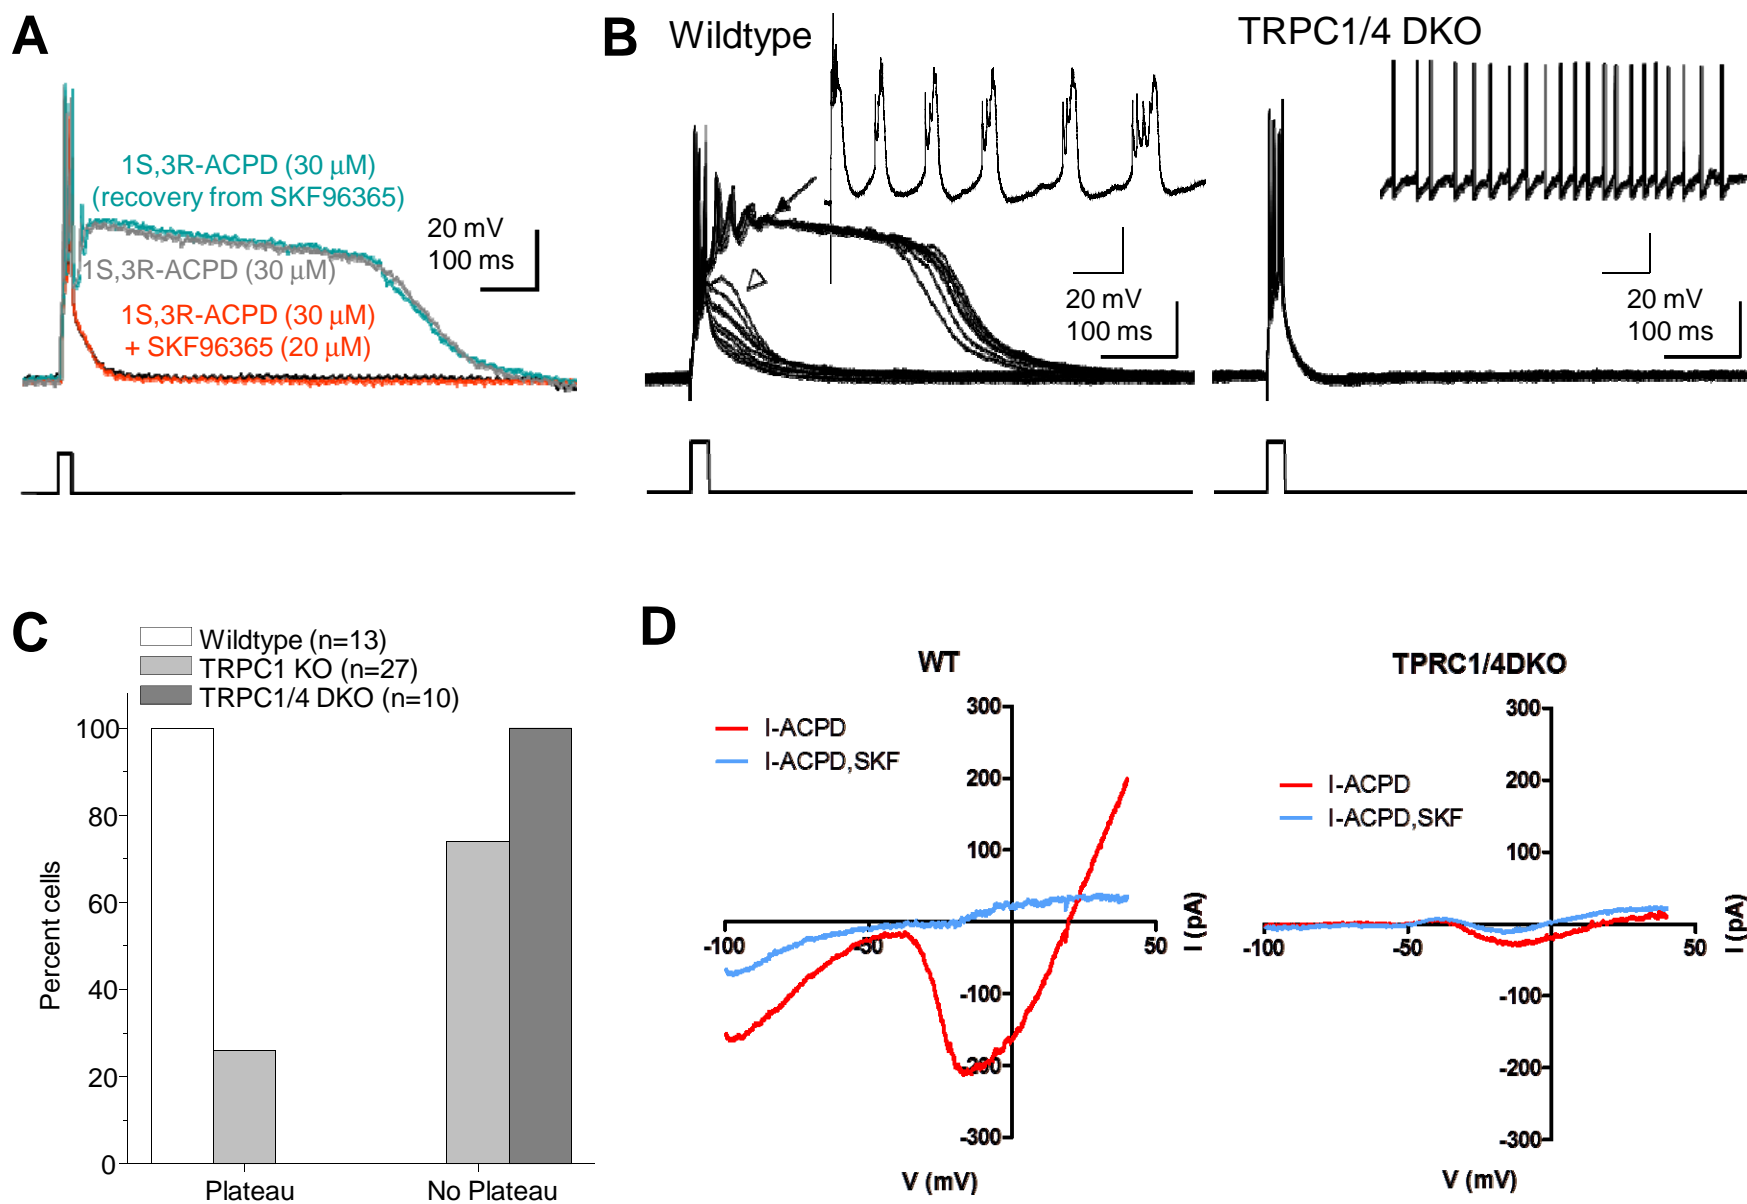 A
1S,3R-ACPD (30 μM)
(recovery from SKF96365)
20 mV
100 ms
1S,3R-ACPD (30 μM)
1S,3R-ACPD (30 μM)
+ SKF96365 (20 μM)
B
Wildtype
20 mV
100 ms
TRPC1/4 DKO
20 mV
100 ms
C
Wildtype (n=13)
TRPC1 KO (n=27)
TRPC1/4 DKO (n=10)
Percent cells
100
80
60
40
20
0
Plateau
No Plateau
D
WT
I-ACPD
I-ACPD,SKF
300
200
100
-100
-200
-300
-100
-50
50
I (pA)
V (mV)
TPRC1/4DKO
I-ACPD
I-ACPD,SKF
300
200
100
-100
-200
-300
-100
-50
50
I (pA)
V (mV)